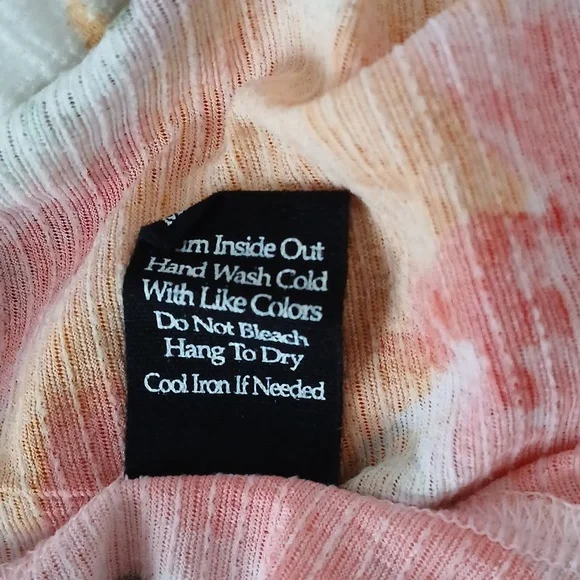 Inside Out
Hand Wash Cold
With Like Colors
Do Not Bleach
Hang To Dry
Cool Iron If Needed